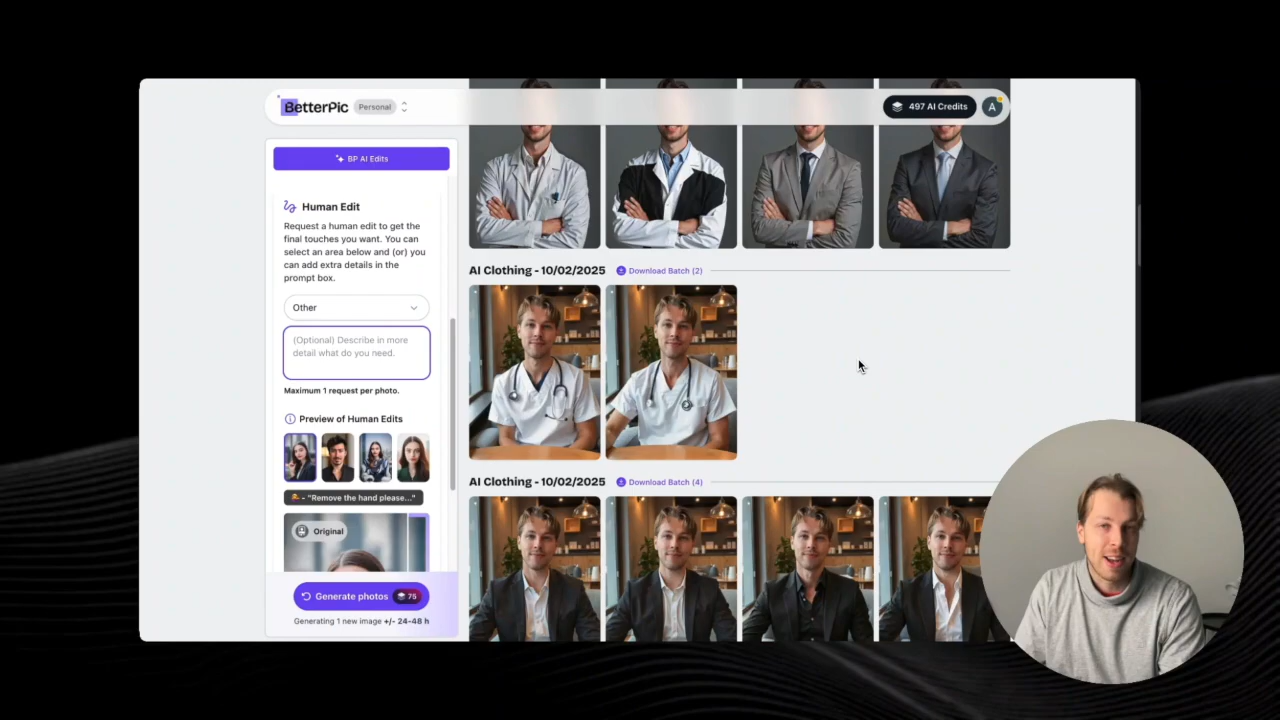 BetterPic
Personal
497 AI Credits
A
BP AI Edits
Human Edit
Request a human edit to get the
final touches you want. You can
select an area below and (or) you
can add extra details in the
prompt box.
Other
(Optional) Describe in more
detail what do you need.
Maximum 1 request per photo.
Preview of Human Edits
- "Remove the hand please..."
Original
Generate photos 75
Generating 1 new image +/- 24-48 h
AI Clothing - 10/02/2025
Download Batch (2)
AI Clothing - 10/02/2025
Download Batch (4)